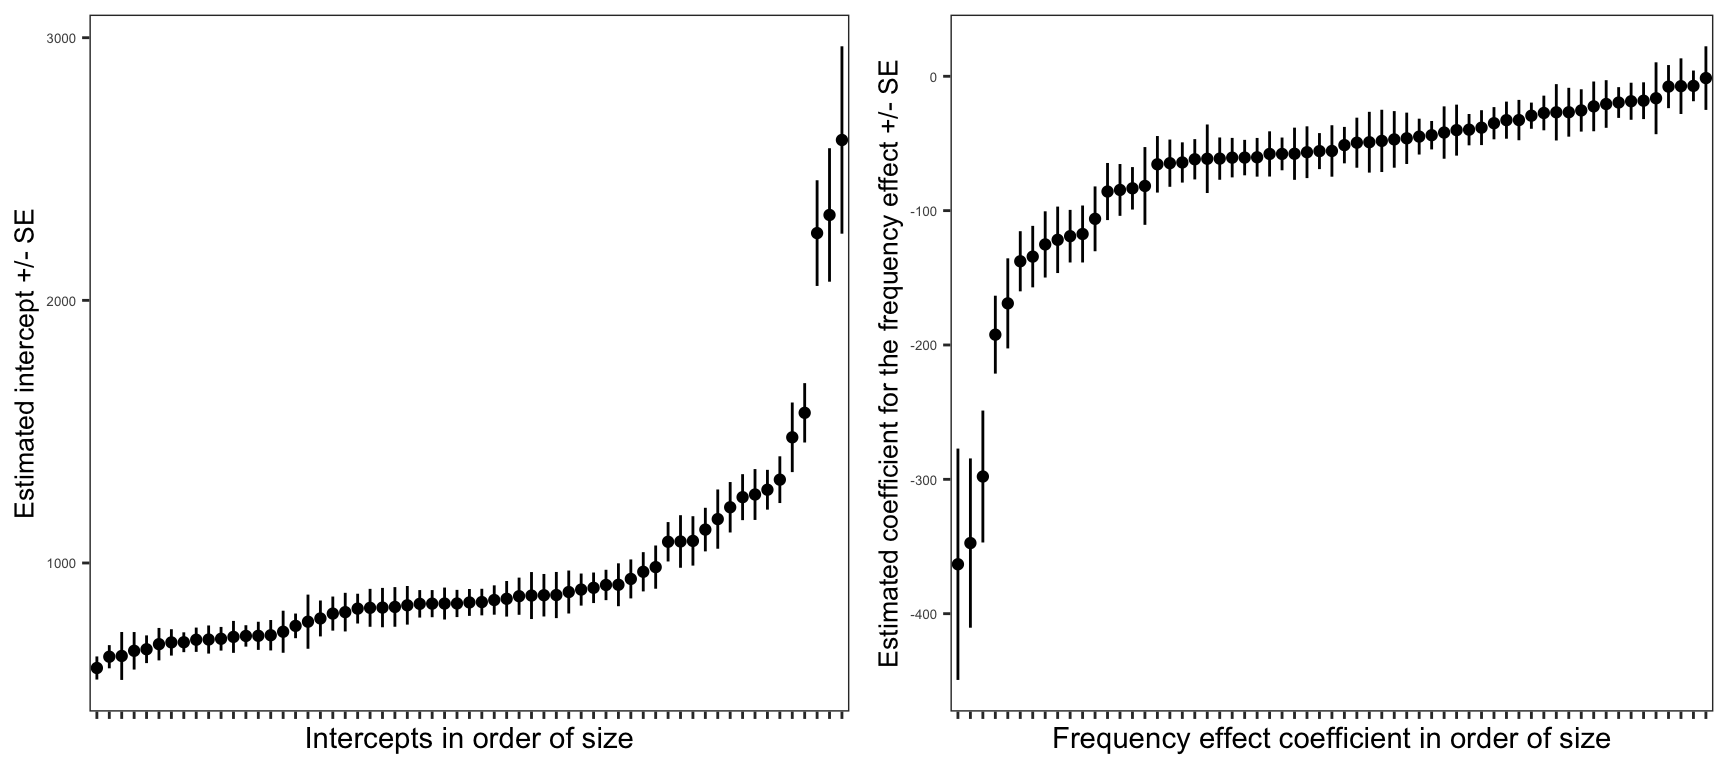 Estimated intercept +/- SE
3000
2000
1000
Intercepts in order of size
Estimated coefficient for the frequency effect +/- SE
0
-100
-200
-300
-400
Frequency effect coefficient in order of size